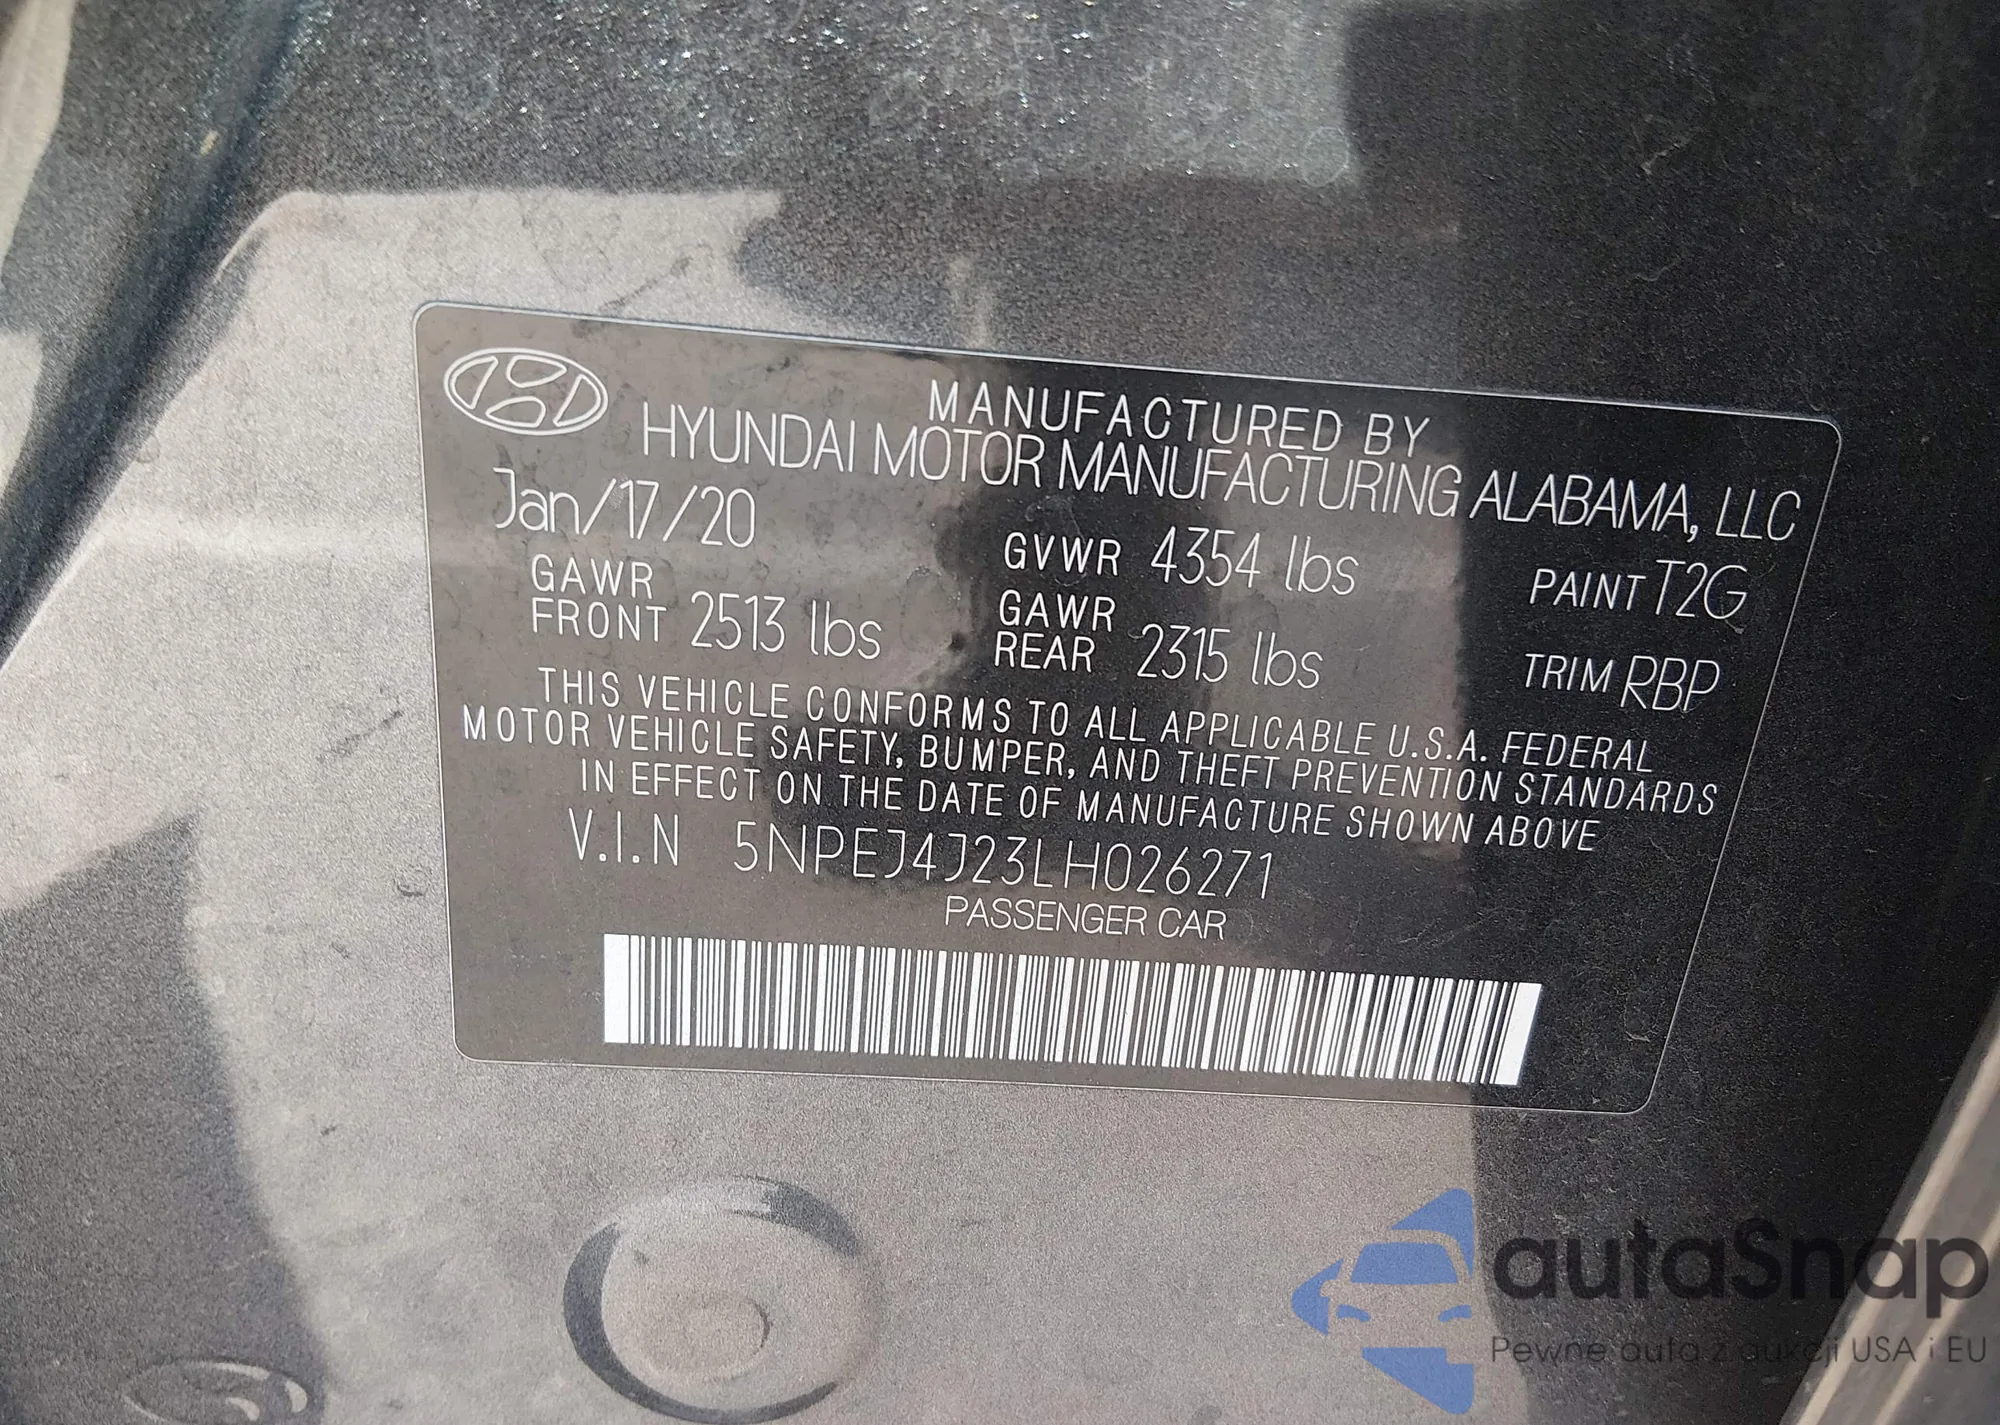 MANUFACTURED BY
HYUNDAI MOTOR MANUFACTURING ALABAMA, LLC
Jan/17/20 GVWR 4354 lbs PAINT T2G
GAWR FRONT 2513 lbs GAWR REAR 2315 lbs TRIM RBP
THIS VEHICLE CONFORMS TO ALL APPLICABLE U.S.A. FEDERAL
MOTOR VEHICLE SAFETY, BUMPER, AND THEFT PREVENTION STANDARDS
IN EFFECT ON THE DATE OF MANUFACTURE SHOWN ABOVE
V.I.N 5NPEJ4J23LH026271
PASSENGER CAR
autaSnap
Pewne auta z aukcji USA i EU